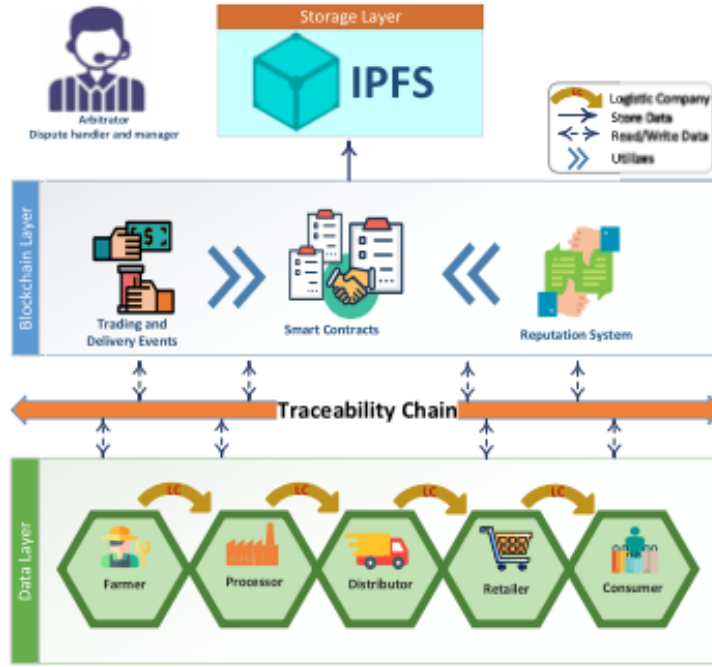 Storage Layer
IPFS
Arbitrator
Dispute handler and manager
LC
Logistic Company
Store Data
Read/Write Data
Utilizes
Blockchain Layer
Trading and
Delivery Events
Smart Contracts
Reputation System
Traceability Chain
Data Layer
LC
LC
LC
LC
Farmer
Processor
Distributor
Retailer
Consumer